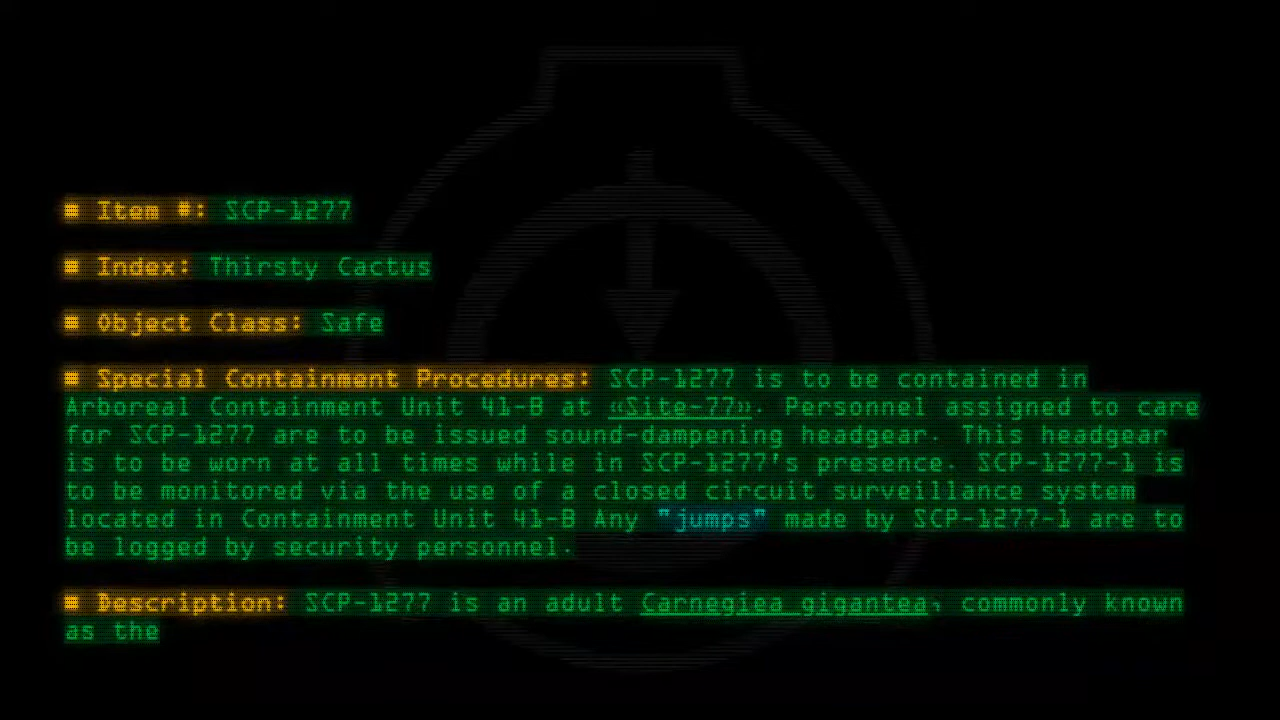 ■ Item #: SCP-1277
■ Index: Thirsty Cactus
■ Object Class: Safe
■ Special Containment Procedures: SCP-1277 is to be contained in
Arboreal Containment Unit 41-B at «Site-77». Personnel assigned to care
for SCP-1277 are to be issued sound-dampening headgear. This headgear
is to be worn at all times while in SCP-1277's presence. SCP-1277-1 is
to be monitored via the use of a closed circuit surveillance system
located in Containment Unit 41-B Any "jumps" made by SCP-1277-1 are to
be logged by security personnel.
■ Description: SCP-1277 is an adult Carnegiea gigantea, commonly known
as the